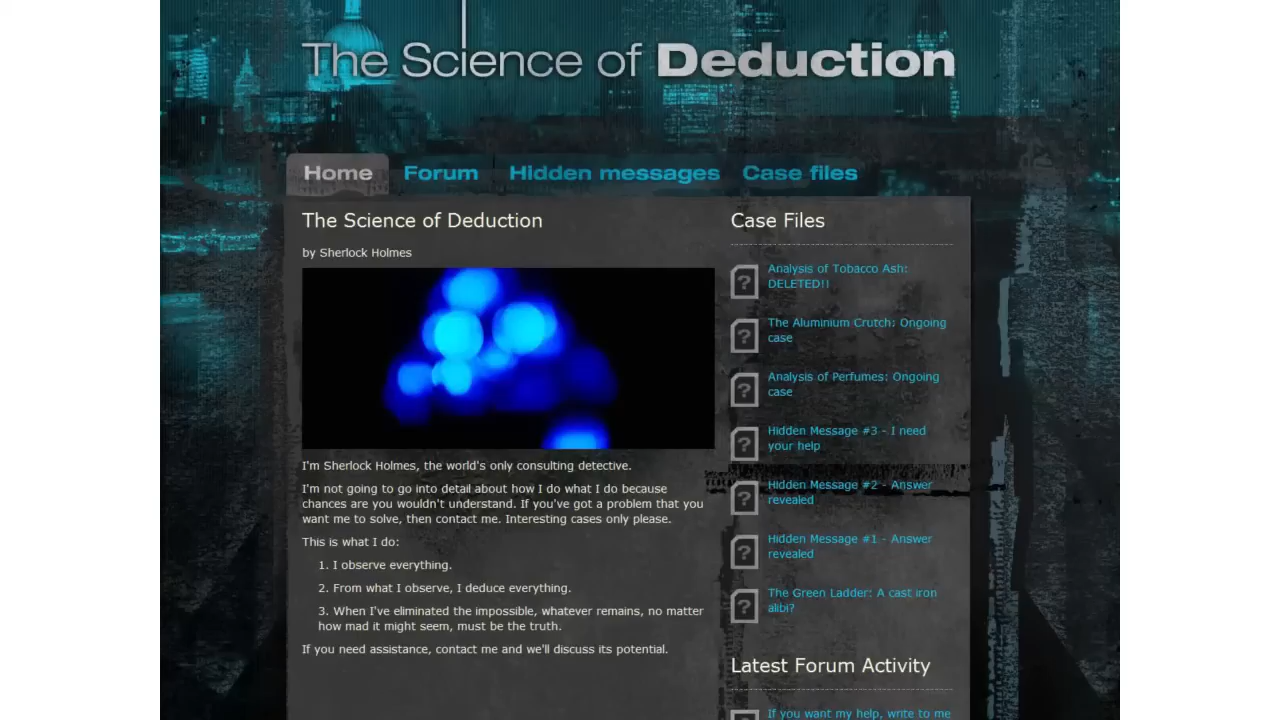 The Science of Deduction
Home
Forum
Hidden messages
Case files
The Science of Deduction
by Sherlock Holmes
I'm Sherlock Holmes, the world's only consulting detective.
I'm not going to go into detail about how I do what I do because
chances are you wouldn't understand. If you've got a problem that you
want me to solve, then contact me. Interesting cases only please.
This is what I do:
1. I observe everything.
2. From what I observe, I deduce everything.
3. When I've eliminated the impossible, whatever remains, no matter
how mad it might seem, must be the truth.
If you need assistance, contact me and we'll discuss its potential.
Case Files
Analysis of Tobacco Ash:
DELETED!!
The Aluminium Crutch: Ongoing
case
Analysis of Perfumes: Ongoing
case
Hidden Message #3 - I need
your help
Hidden Message #2 - Answer
revealed
Hidden Message #1 - Answer
revealed
The Green Ladder: A cast iron
alibi?
Latest Forum Activity
If you want my help, write to me